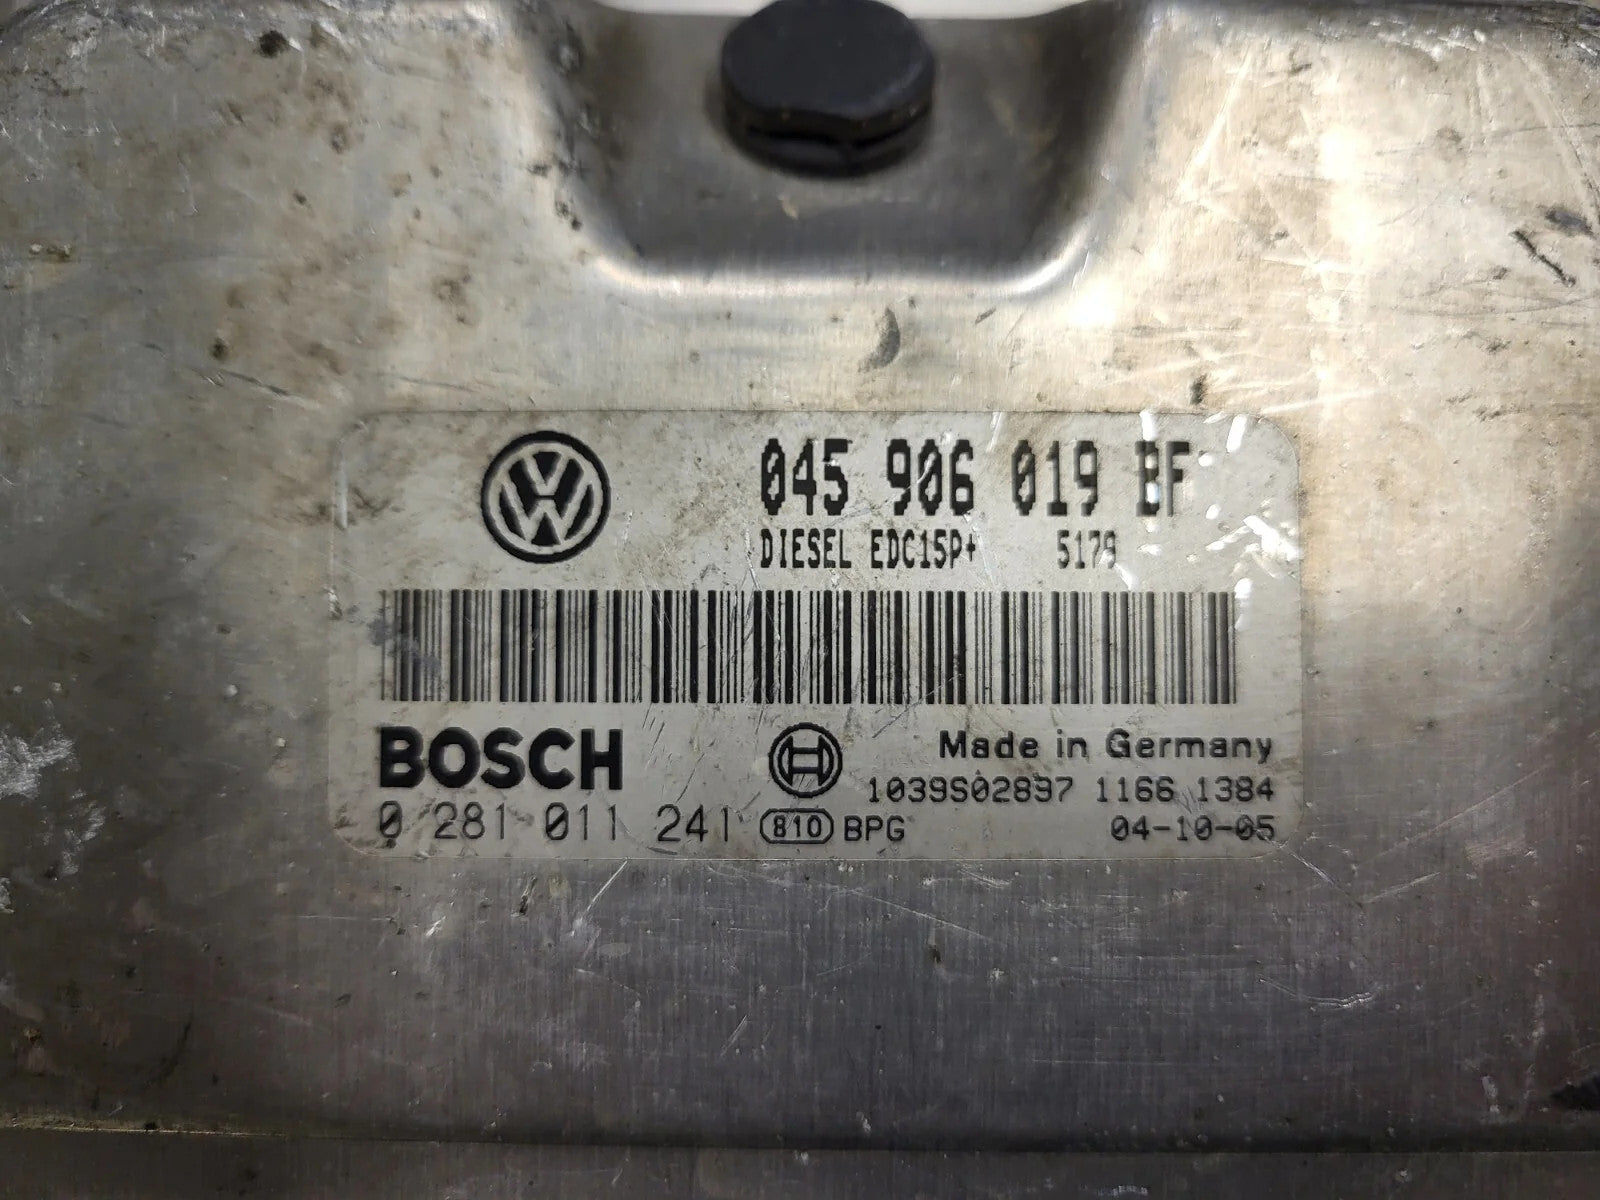 045 906 019 BF
DIESEL EDC15P+ 5179
BOSCH
Made in Germany
1039S02897 1166 1384
0 281 011 241 810 BPG 04-10-05